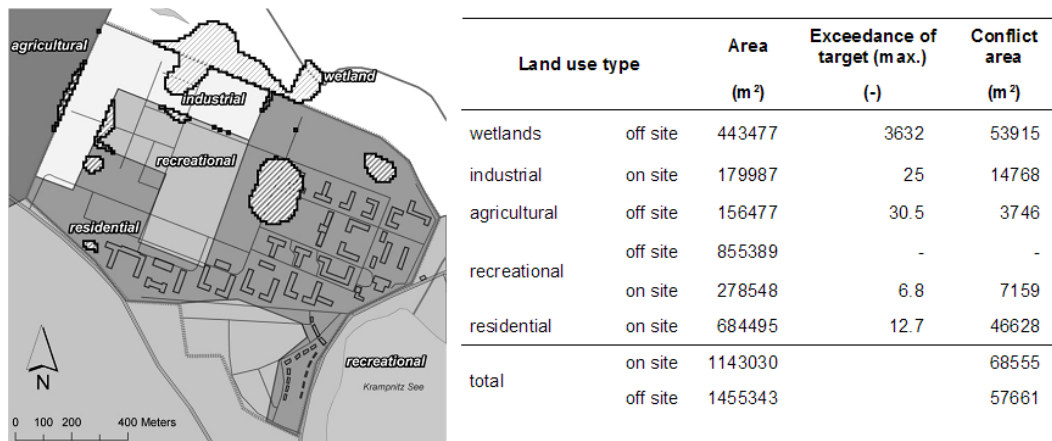 agricultural
wetland
industrial
recreational
residential
recreational
Krampnitz See
N
0 100 200 400 Meters
Land use type Area Exceedance of target (max.) Conflict area
(m²) (-) (m²)
wetlands off site 443477 3632 53915
industrial on site 179987 25 14768
agricultural off site 156477 30.5 3746
recreational off site 855389 - -
on site 278548 6.8 7159
residential on site 684495 12.7 46628
total on site 1143030 68555
off site 1455343 57661